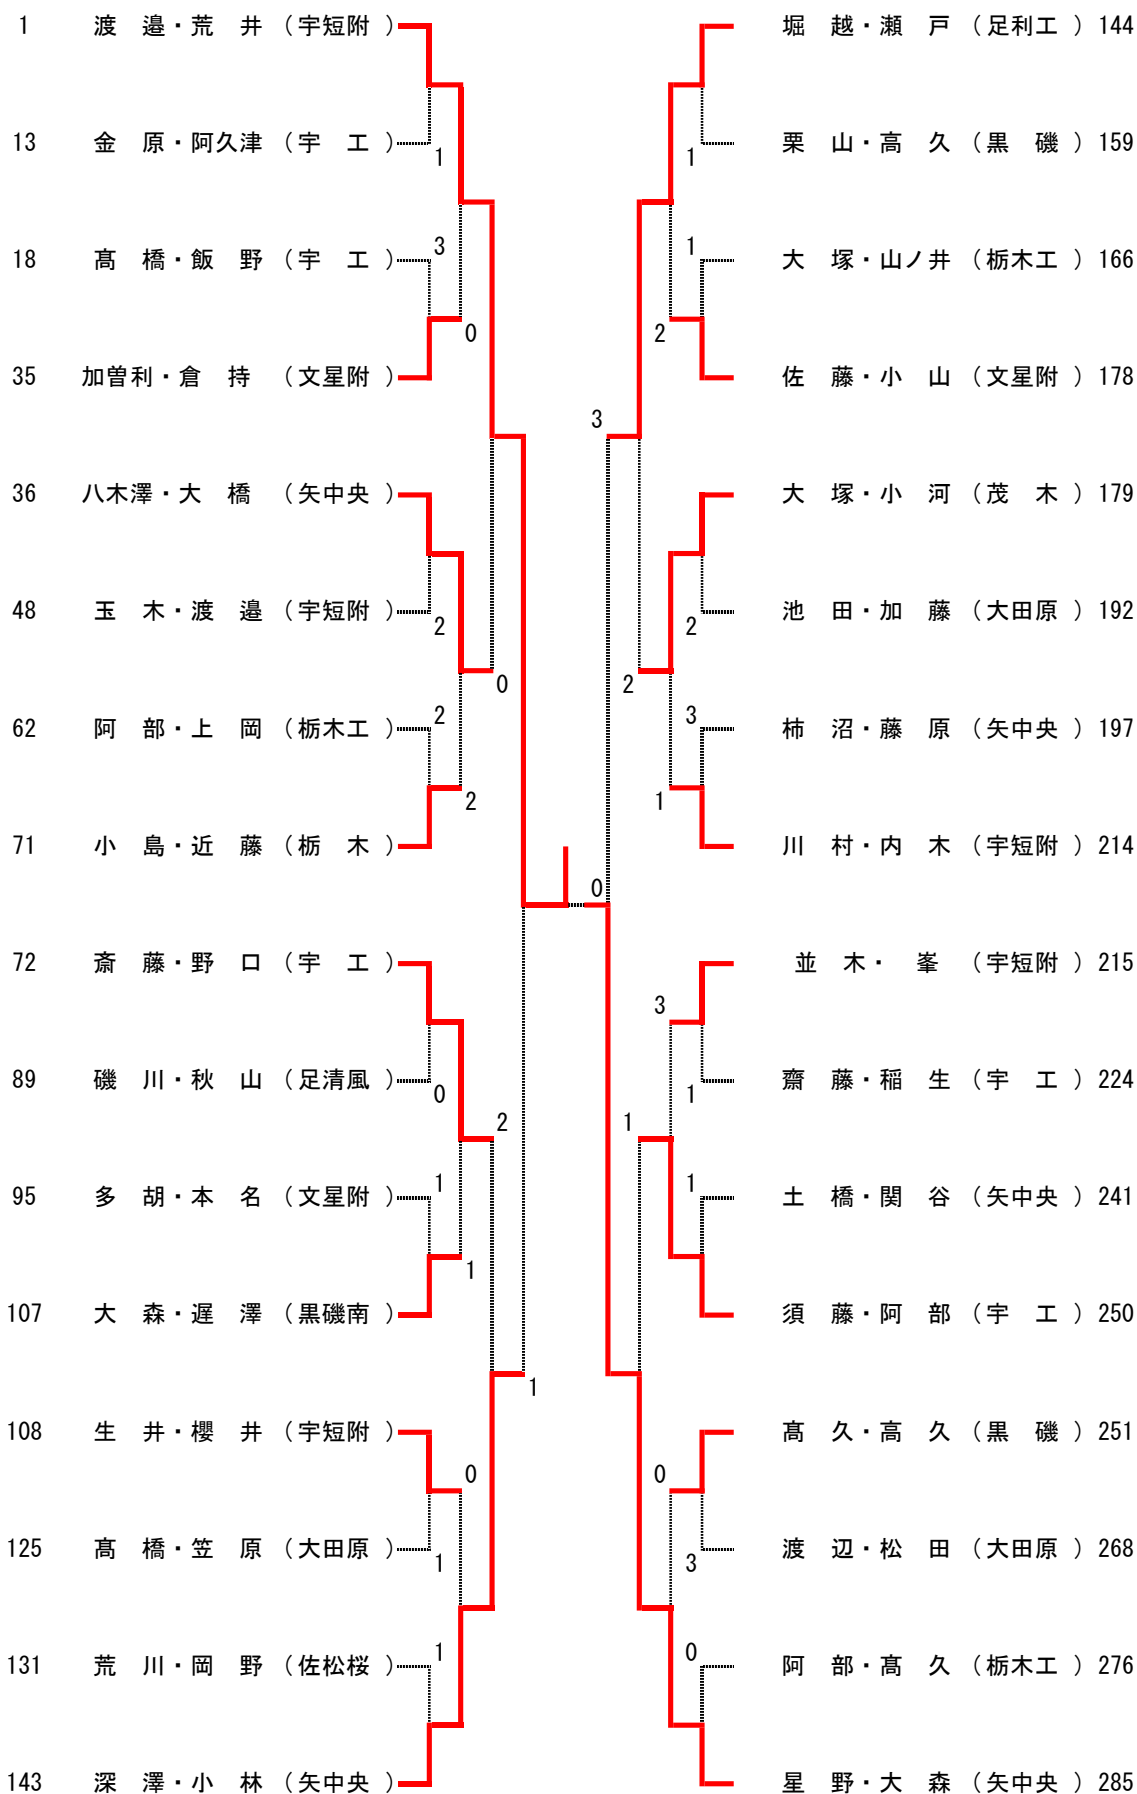 1 渡 邉・荒 井 （宇短附 ） 堀 越・瀬 戸 （足利工 ） 144
13 金 原・阿久津 （宇 工 ） 1 1 栗 山・高 久 （黒 磯 ） 159
18 髙 橋・飯 野 （宇 工 ） 3 1 大 塚・山ノ井 （栃木工 ） 166
0 2
35 加曽利・倉 持 （文星附 ） 佐 藤・小 山 （文星附 ） 178
3
36 八木澤・大 橋 （矢中央 ） 大 塚・小 河 （茂 木 ） 179
48 玉 木・渡 邉 （宇短附 ） 2 2 池 田・加 藤 （大田原 ） 192
0 2
62 阿 部・上 岡 （栃木工 ） 2 3 柿 沼・藤 原 （矢中央 ） 197
2 1
71 小 島・近 藤 （栃 木 ） 川 村・内 木 （宇短附 ） 214
0
72 斎 藤・野 口 （宇 工 ） 並 木・ 峯 （宇短附 ） 215
3
89 磯 川・秋 山 （足清風 ） 0 1 齋 藤・稲 生 （宇 工 ） 224
2 1
95 多 胡・本 名 （文星附 ） 1 1 土 橋・関 谷 （矢中央 ） 241
1
107 大 森・遅 澤 （黒磯南 ） 須 藤・阿 部 （宇 工 ） 250
1
108 生 井・櫻 井 （宇短附 ） 髙 久・高 久 （黒 磯 ） 251
0 0
125 髙 橋・笠 原 （大田原 ） 1 3 渡 辺・松 田 （大田原 ） 268
131 荒 川・岡 野 （佐松桜 ） 1 0 阿 部・髙 久 （栃木工 ） 276
143 深 澤・小 林 （矢中央 ） 星 野・大 森 （矢中央 ） 285